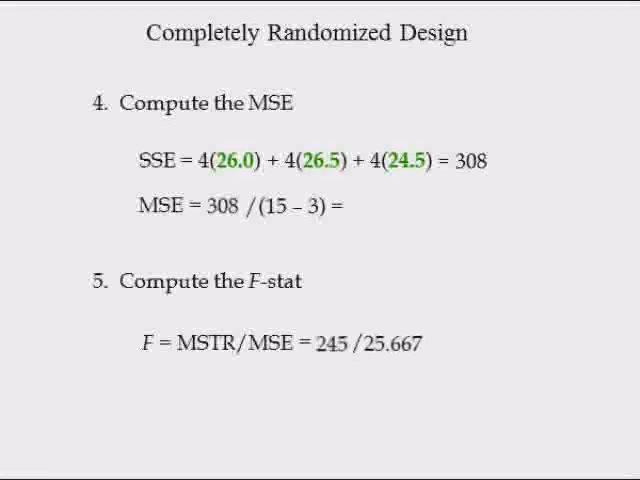 Completely Randomized Design
4. Compute the MSE
SSE = 4(26.0) + 4(26.5) + 4(24.5) = 308
MSE = 308 /(15 – 3) =
5. Compute the F-stat
F = MSTR/MSE = 245 /25.667